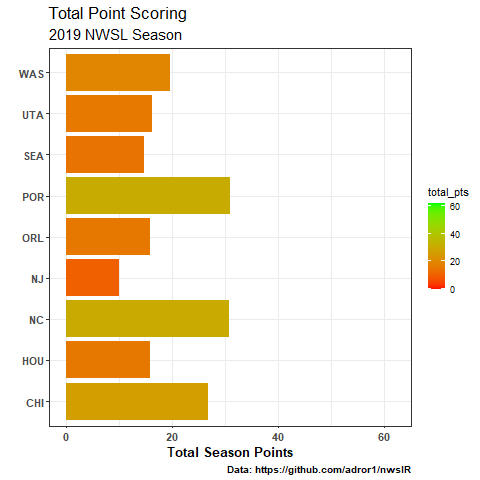 Total Point Scoring
2019 NWSL Season
WAS
UTA
SEA
POR
ORL
NJ
NC
HOU
CHI
0 20 40 60
Total Season Points
Data: https://github.com/adror1/nwslR
total_pts
60
40
20
0